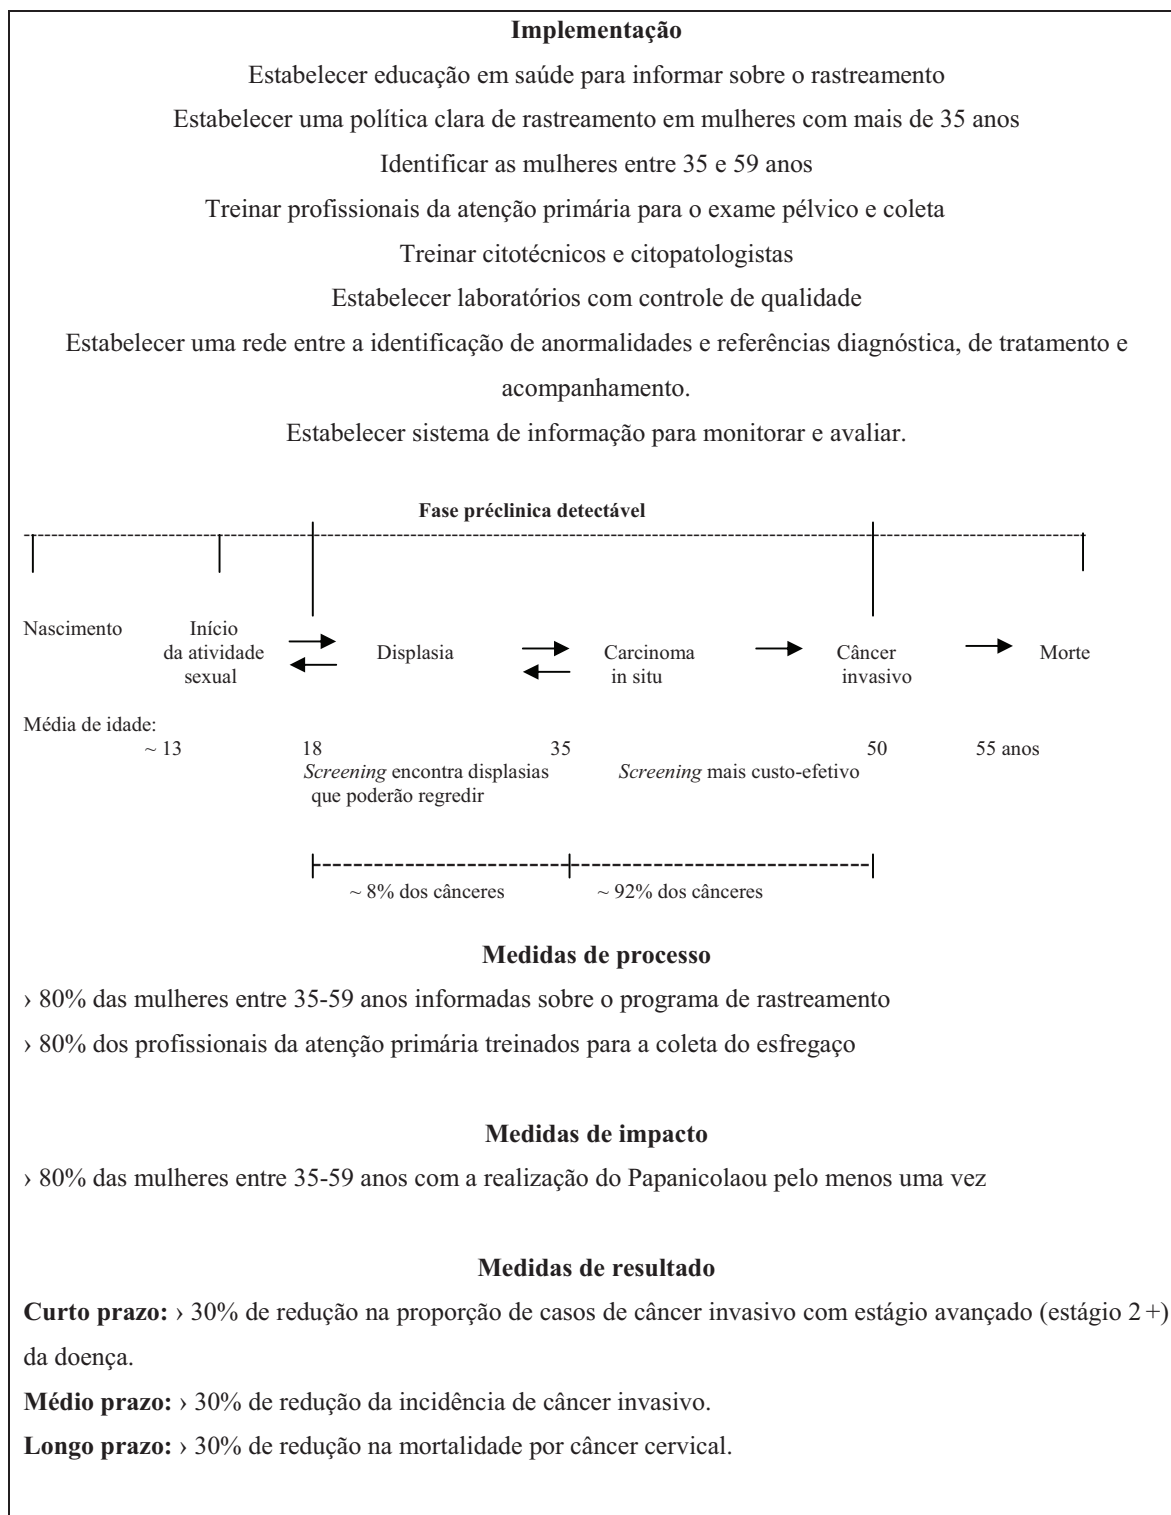 Implementação
Estabelecer educação em saúde para informar sobre o rastreamento
Estabelecer uma política clara de rastreamento em mulheres com mais de 35 anos
Identificar as mulheres entre 35 e 59 anos
Treinar profissionais da atenção primária para o exame pélvico e coleta
Treinar citotécnicos e citopatologistas
Estabelecer laboratórios com controle de qualidade
Estabelecer uma rede entre a identificação de anormalidades e referências diagnóstica, de tratamento e
acompanhamento.
Estabelecer sistema de informação para monitorar e avaliar.
Fase préclinica detectável
Nascimento
Início
da atividade
sexual
Displasia
Carcinoma
in situ
Câncer
invasivo
Morte
Média de idade:
~ 13
18
35
50
55 anos
Screening encontra displasias
que poderão regredir
Screening mais custo-efetivo
~ 8% dos cânceres
~ 92% dos cânceres
Medidas de processo
› 80% das mulheres entre 35-59 anos informadas sobre o programa de rastreamento
› 80% dos profissionais da atenção primária treinados para a coleta do esfregaço
Medidas de impacto
› 80% das mulheres entre 35-59 anos com a realização do Papanicolaou pelo menos uma vez
Medidas de resultado
Curto prazo: › 30% de redução na proporção de casos de câncer invasivo com estágio avançado (estágio 2 +)
da doença.
Médio prazo: › 30% de redução da incidência de câncer invasivo.
Longo prazo: › 30% de redução na mortalidade por câncer cervical.